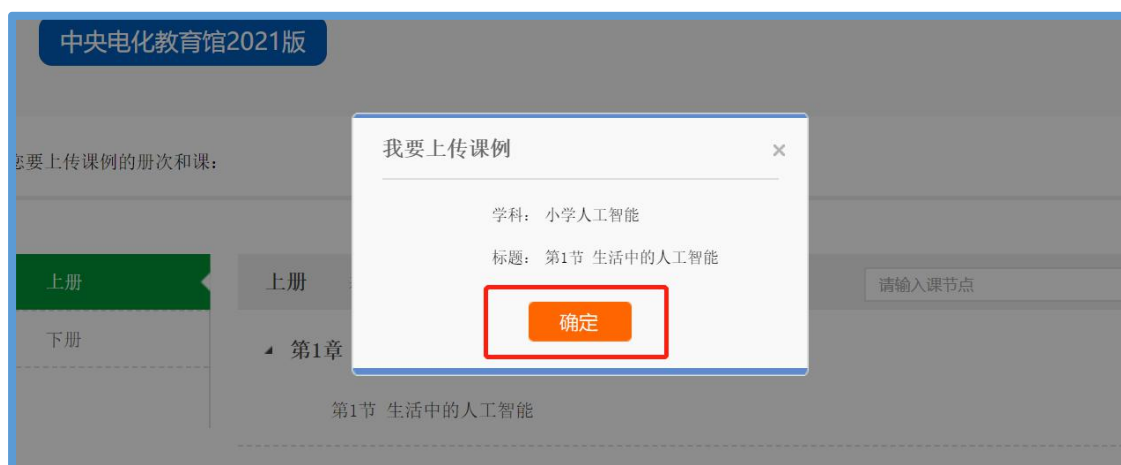 中央电化教育馆2021版
您要上传课例的册次和课：
我要上传课例
×
学科： 小学人工智能
标题： 第1节 生活中的人工智能
确定
上册
下册
上册
请输入课节点
第1章
第1节 生活中的人工智能